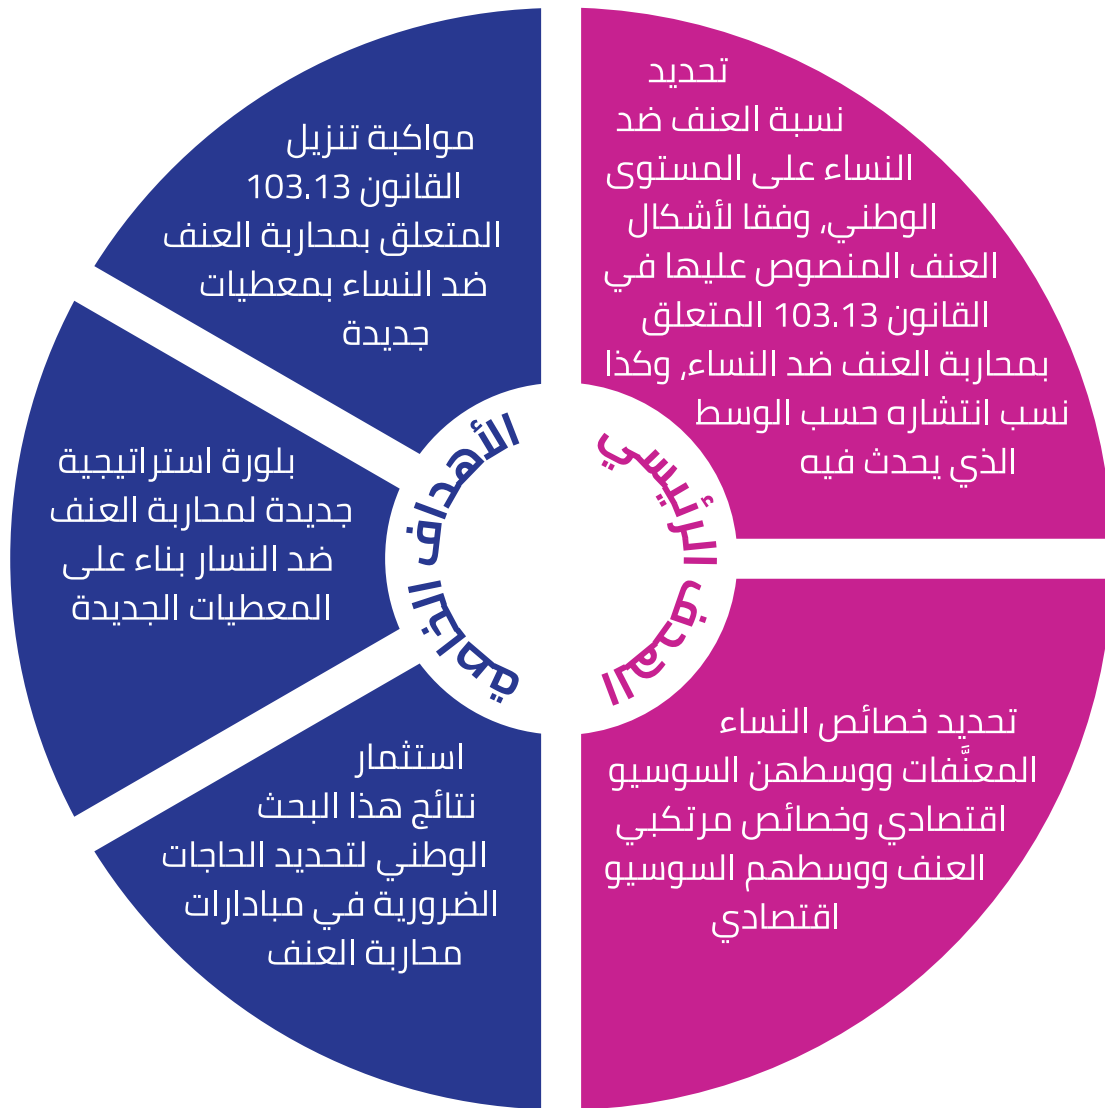 الهدف الرئيسي
تحديد
نسبة العنف ضد
النساء على المستوى
الوطني، وفقا لأشكال
العنف المنصوص عليها في
القانون 103.13 المتعلق
بمحاربة العنف ضد النساء، وكذا
نسب انتشاره حسب الوسط
الذي يحدث فيه
تحديد خصائص النساء
المعنَّفات ووسطهن السوسيو
اقتصادي وخصائص مرتكبي
العنف ووسطهم السوسيو
اقتصادي
الأهداف الخاصة
مواكبة تنزيل
القانون 103.13
المتعلق بمحاربة العنف
ضد النساء بمعطيات
جديدة
بلورة استراتيجية
جديدة لمحاربة العنف
ضد النسار بناء على
المعطيات الجديدة
استثمار
نتائج هذا البحث
الوطني لتحديد الحاجات
الضرورية في مبادارات
محاربة العنف